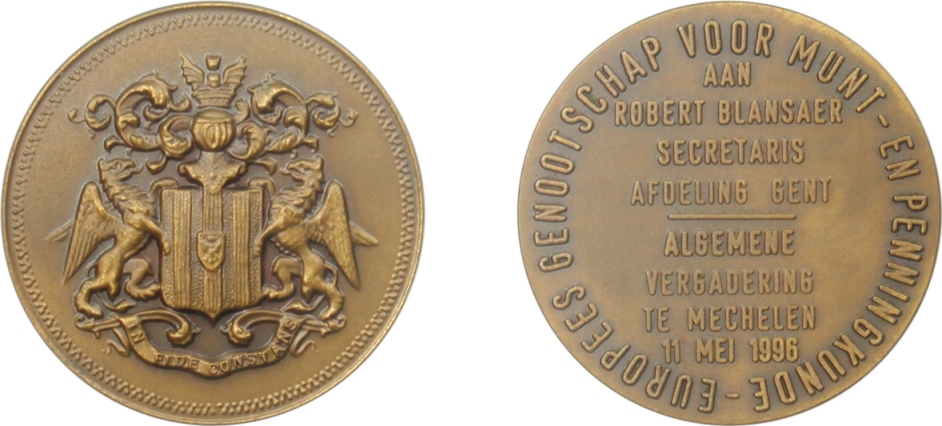 IN FIDE CONSTANS
EUROPEES GENOOTSCHAP VOOR MUNT-EN PENNINGKUNDE-
AAN
ROBERT BLANSAER
SECRETARIS
AFDELING GENT
ALGEMENE
VERGADERING
TE MECHELEN
11 MEI 1996